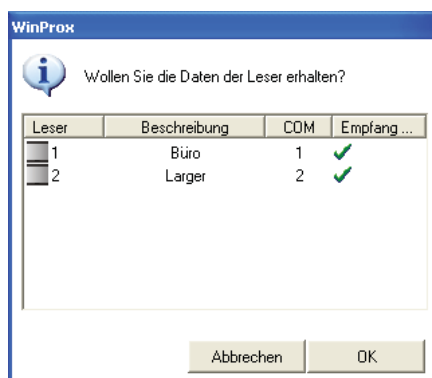 WinProx
Wollen Sie die Daten der Leser erhalten?
Leser Beschreibung COM Empfang ...
1 Büro 1
2 Larger 2
Abbrechen OK